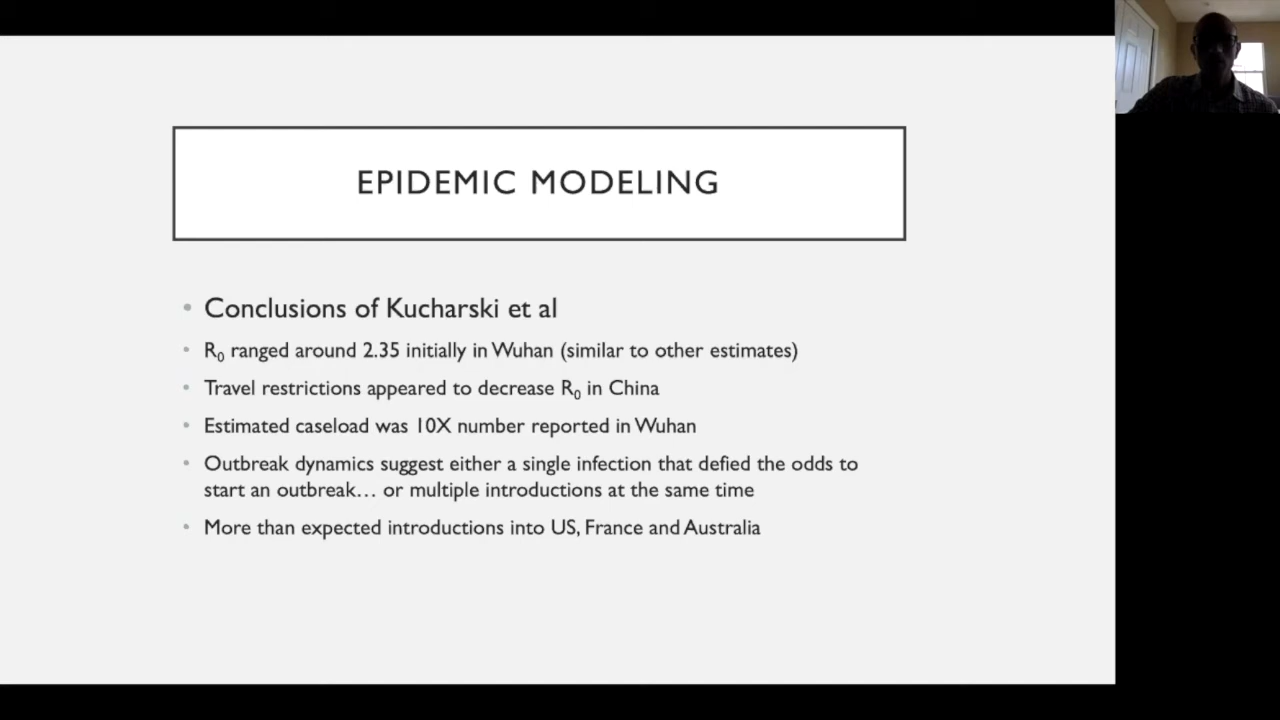 EPIDEMIC MODELING
• Conclusions of Kucharski et al
• R₀ ranged around 2.35 initially in Wuhan (similar to other estimates)
• Travel restrictions appeared to decrease R₀ in China
• Estimated caseload was 10X number reported in Wuhan
• Outbreak dynamics suggest either a single infection that defied the odds to
start an outbreak… or multiple introductions at the same time
• More than expected introductions into US, France and Australia